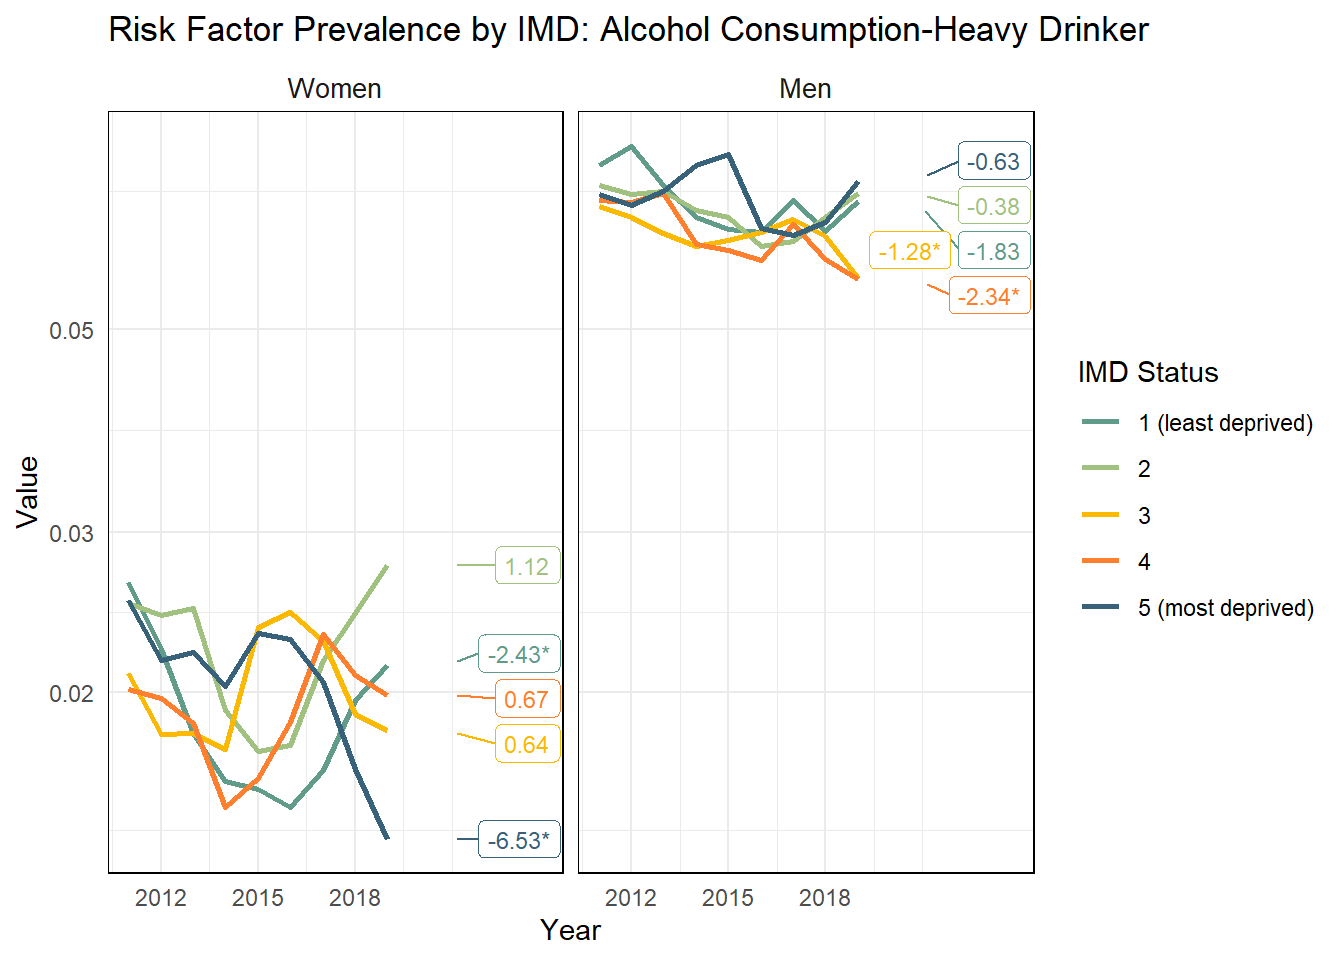 Risk Factor Prevalence by IMD: Alcohol Consumption-Heavy Drinker
Women
Men
-0.63
-0.38
-1.28*
-1.83
-2.34*
0.05
0.03
0.02
Value
1.12
-2.43*
0.67
0.64
-6.53*
IMD Status
1 (least deprived)
2
3
4
5 (most deprived)
2012 2015 2018
2012 2015 2018
Year